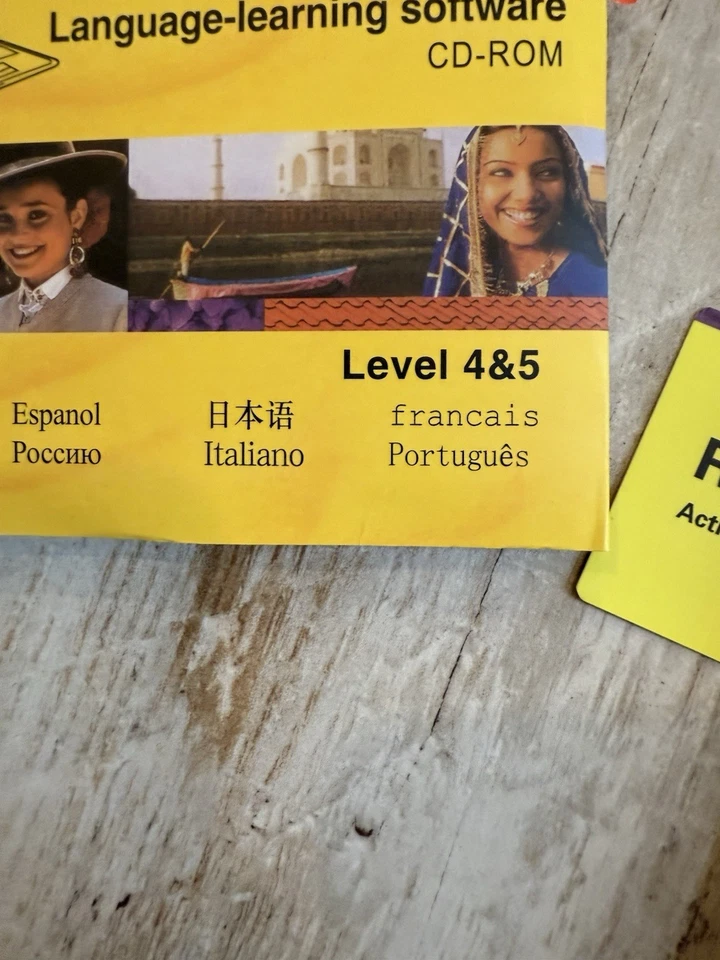 Language-learning software
CD-ROM
Level 4&5
Espanol 日本语 francais
Россию Italiano Português